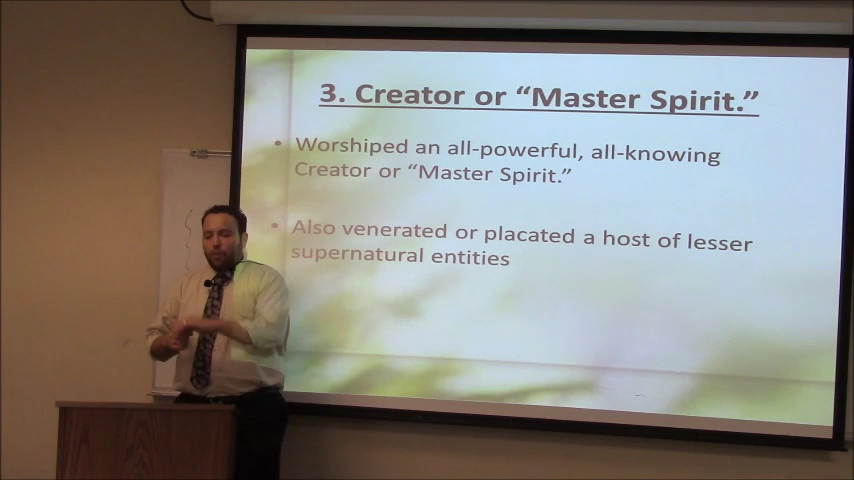 3. Creator or “Master Spirit.”
• Worshiped an all-powerful, all-knowing
Creator or “Master Spirit.”
• Also venerated or placated a host of lesser
supernatural entities